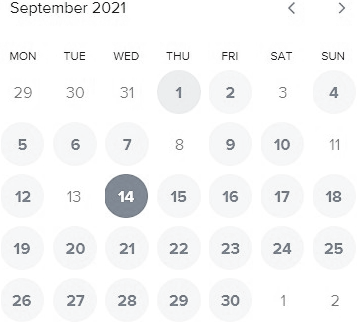 September 2021
MON TUE WED THU FRI SAT SUN
29 30 31 1 2 3 4
5 6 7 8 9 10 11
12 13 14 15 16 17 18
19 20 21 22 23 24 25
26 27 28 29 30 1 2